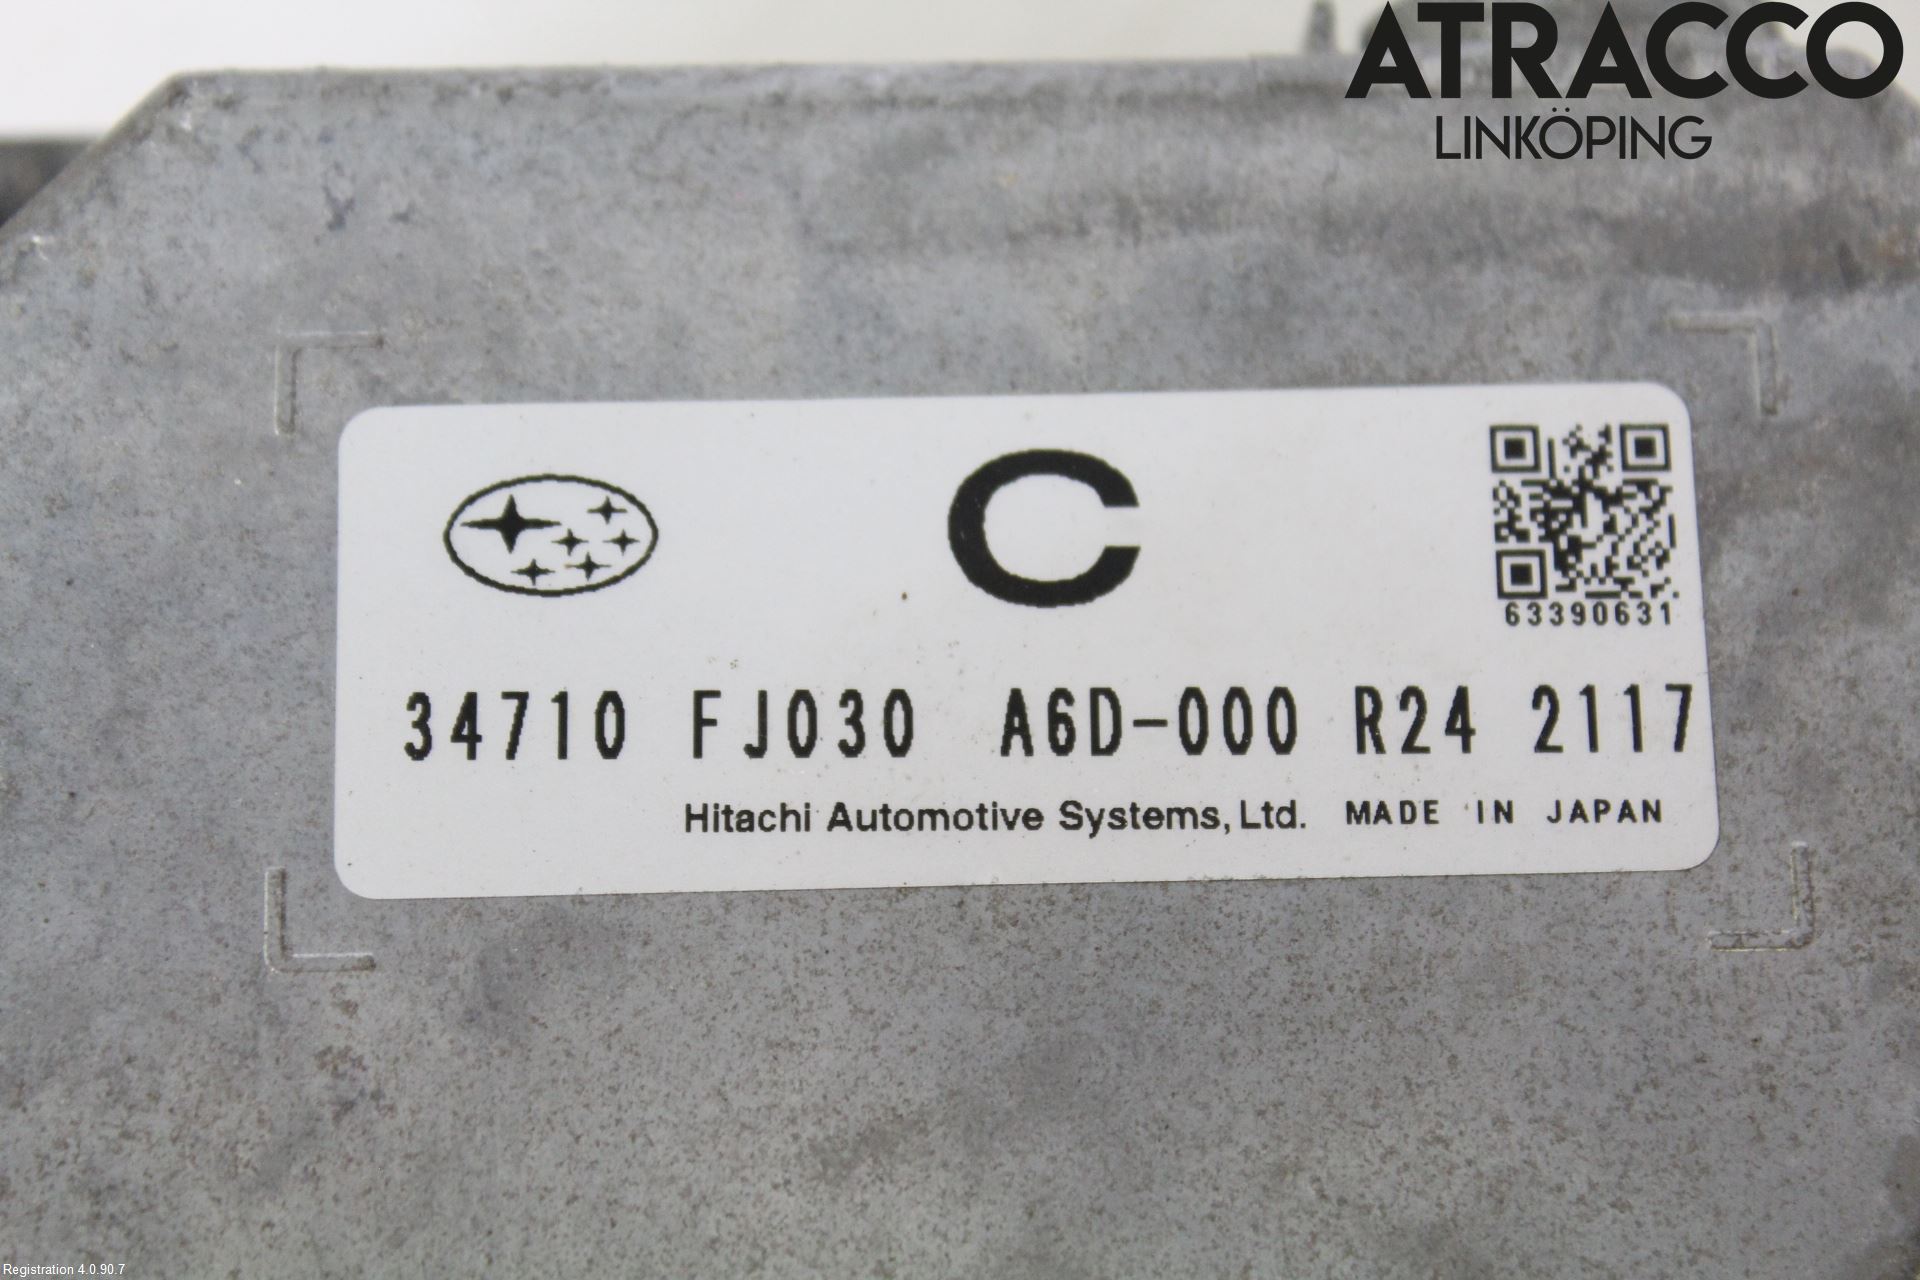 ATRACCO
LINKÖPING
C
63390631
34710 FJ030 A6D-000 R24 2117
Hitachi Automotive Systems, Ltd. MADE IN JAPAN
Registration 4.0.90.7